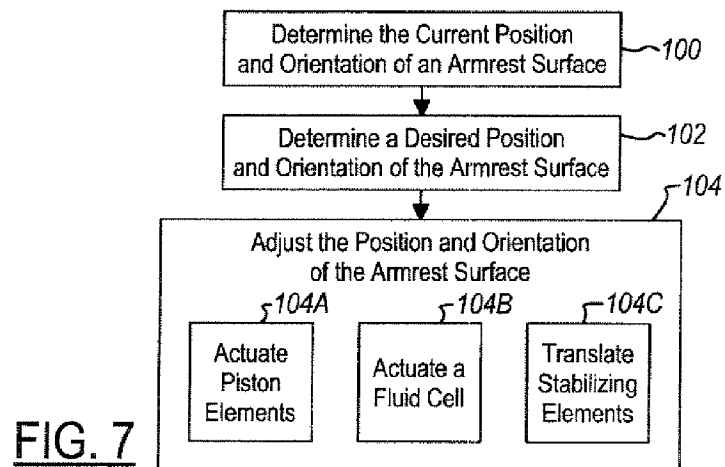 Determine the Current Position
and Orientation of an Armrest Surface
100
Determine a Desired Position
and Orientation of the Armrest Surface
102
104
Adjust the Position and Orientation
of the Armrest Surface
104A
Actuate
Piston
Elements
104B
Actuate a
Fluid Cell
104C
Translate
Stabilizing
Elements
FIG. 7